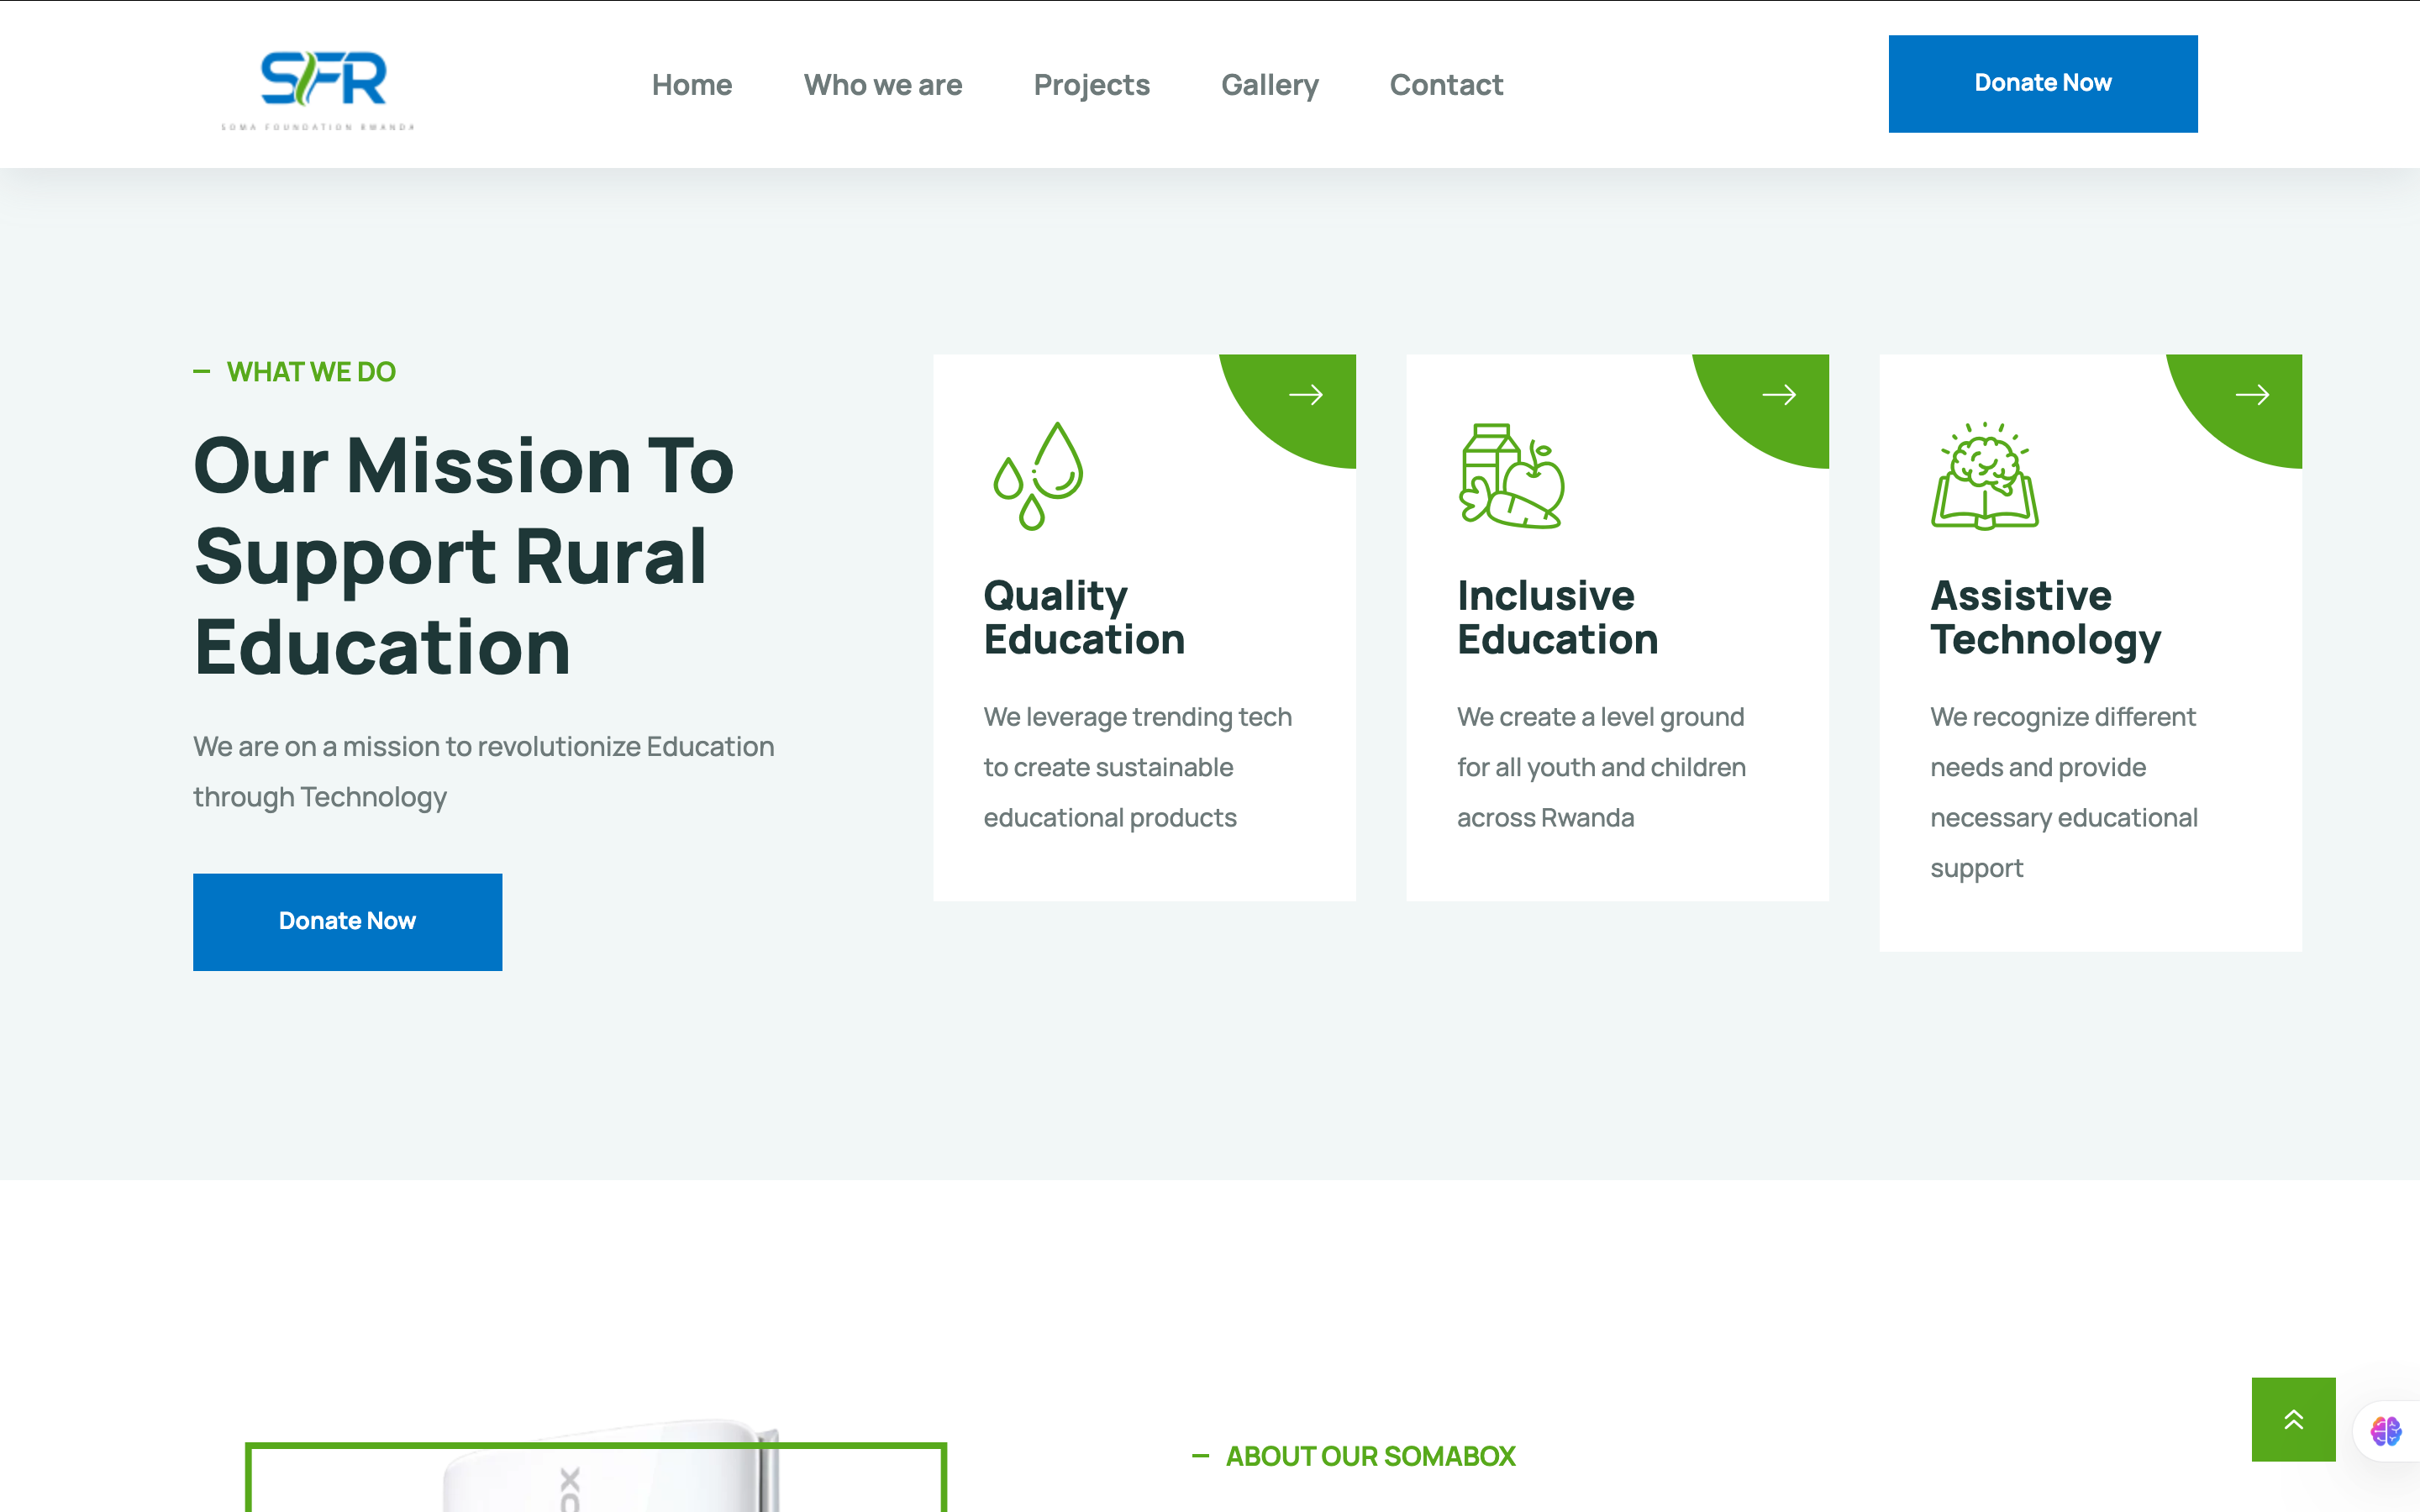 SFR
SOMA FOUNDATION RWANDA
Home
Who we are
Projects
Gallery
Contact
Donate Now
WHAT WE DO
Our Mission To
Support Rural
Education
We are on a mission to revolutionize Education
through Technology
Donate Now
Quality
Education
We leverage trending tech
to create sustainable
educational products
Inclusive
Education
We create a level ground
for all youth and children
across Rwanda
Assistive
Technology
We recognize different
needs and provide
necessary educational
support
OX
ABOUT OUR SOMABOX